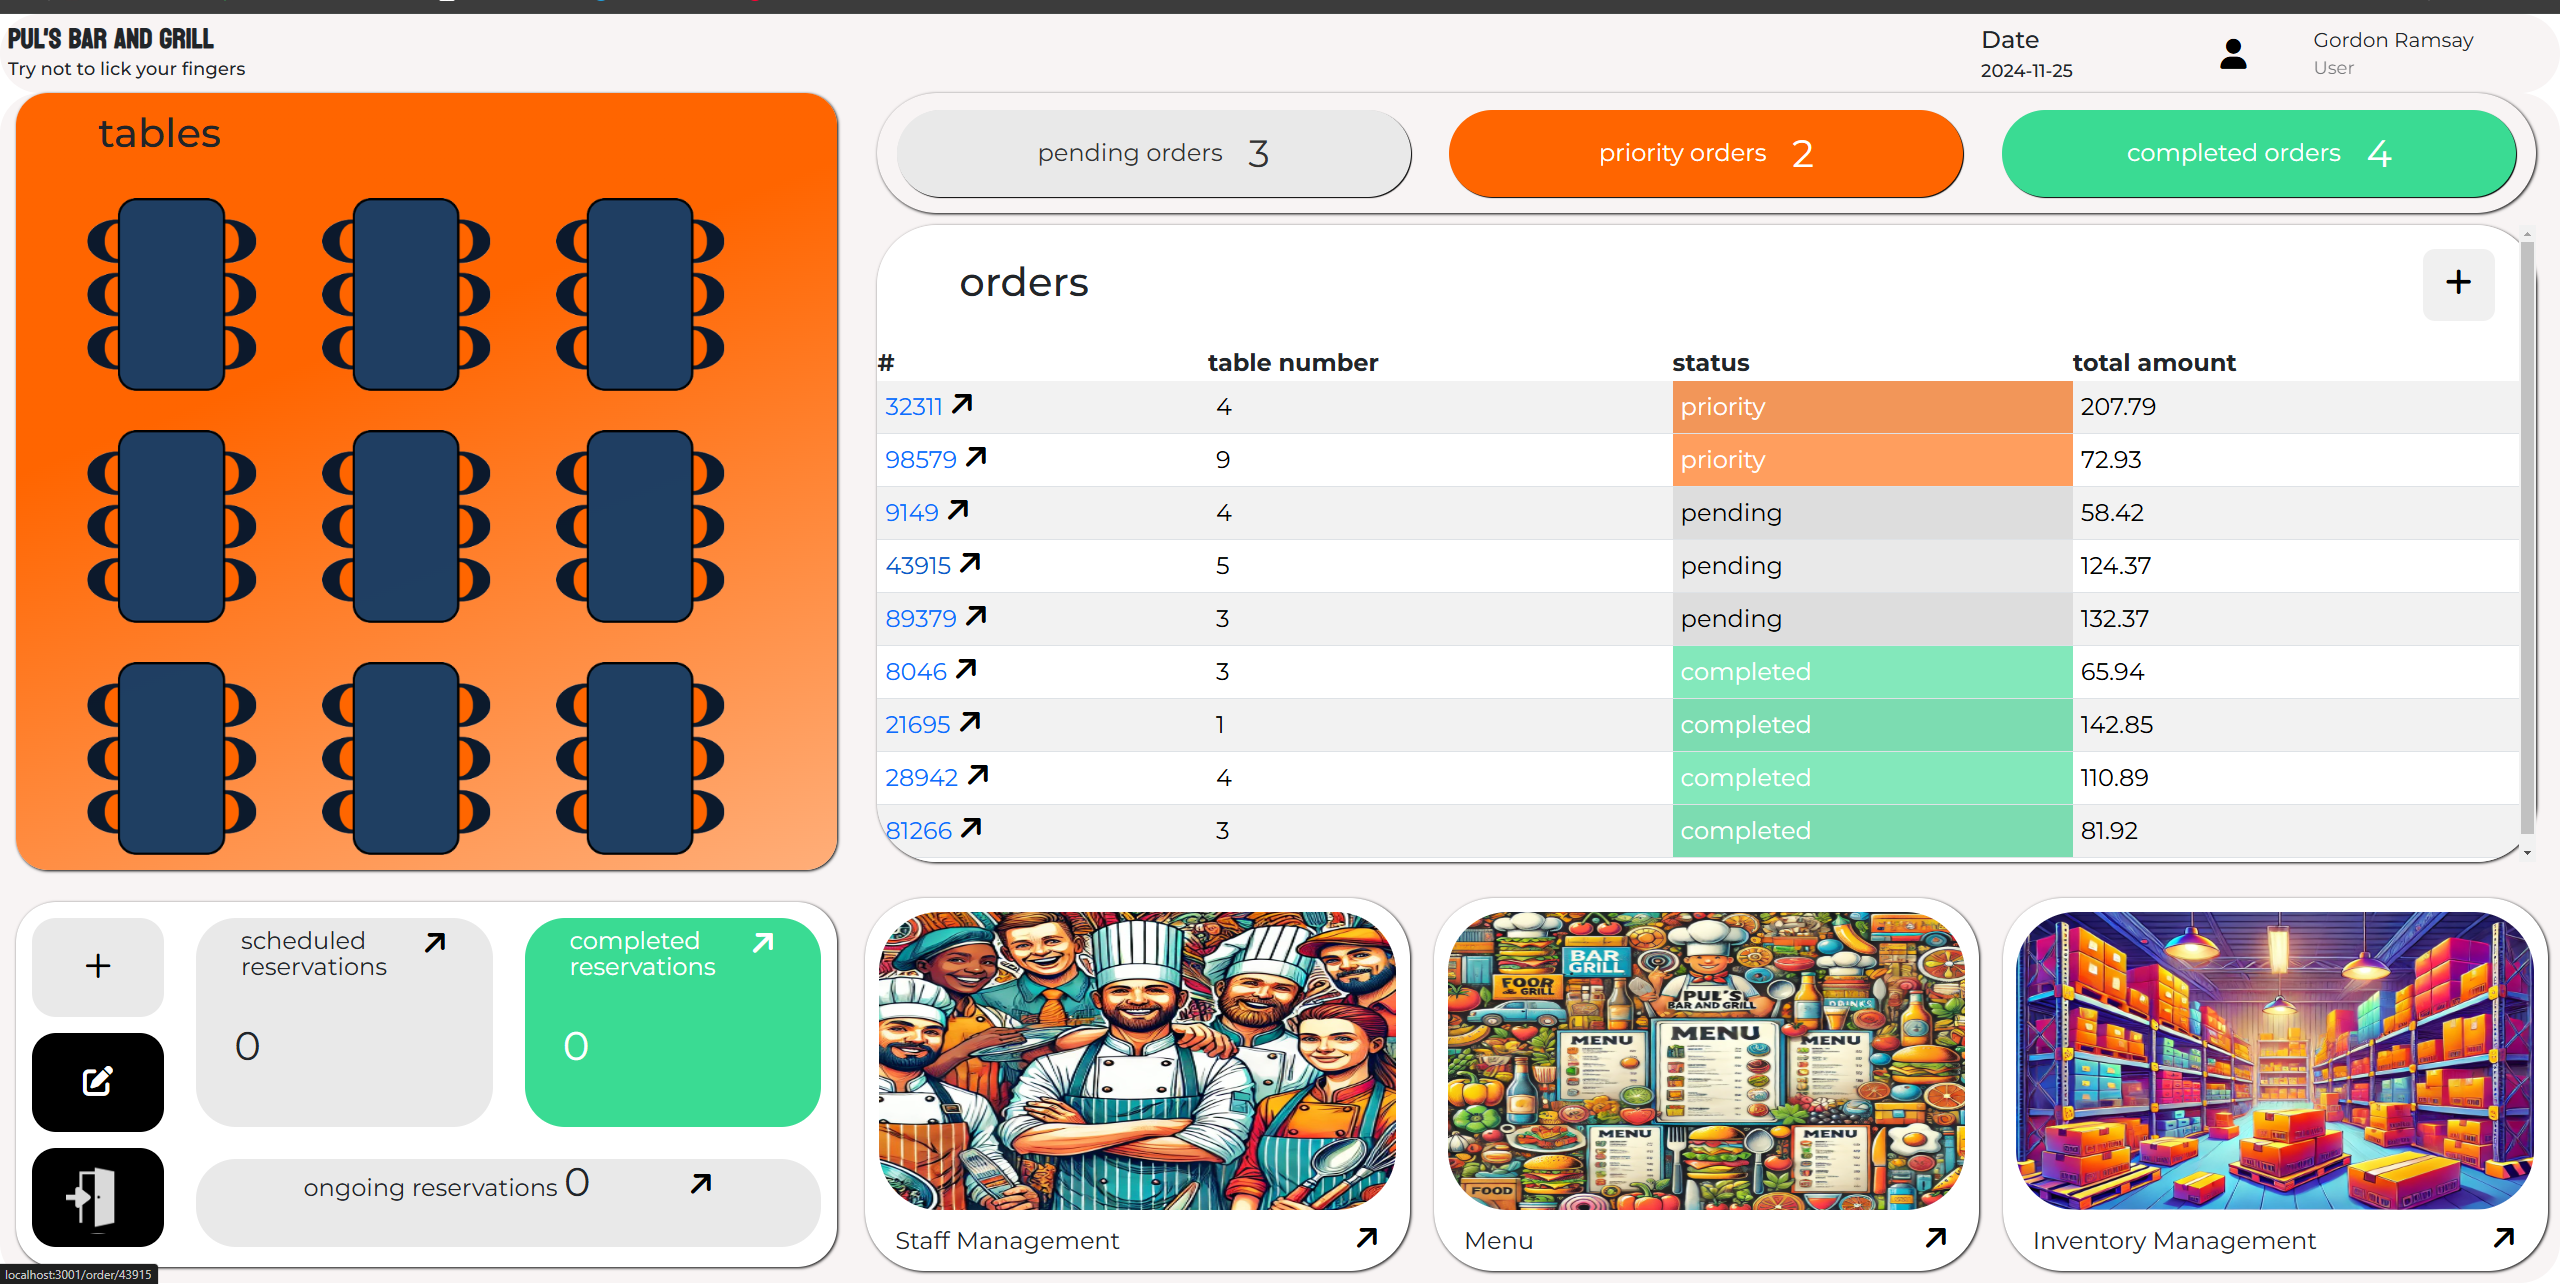 PUL'S BAR AND GRILL
Try not to lick your fingers
Date
2024-11-25
Gordon Ramsay
User
tables
pending orders 3
priority orders 2
completed orders 4
orders
+
# table number status total amount
32311 4 priority 207.79
98579 9 priority 72.93
9149 4 pending 58.42
43915 5 pending 124.37
89379 3 pending 132.37
8046 3 completed 65.94
21695 1 completed 142.85
28942 4 completed 110.89
81266 3 completed 81.92
+
scheduled
reservations
0
completed
reservations
0
ongoing reservations 0
BAR
GRILL
FOOR
& GRILL
PUL'S
BAR AND GRILL
DRINKS
MENU
MENU
MENU
MENU
MENU
FOOD
Staff Management
Menu
Inventory Management
localhost:3001/order/43915